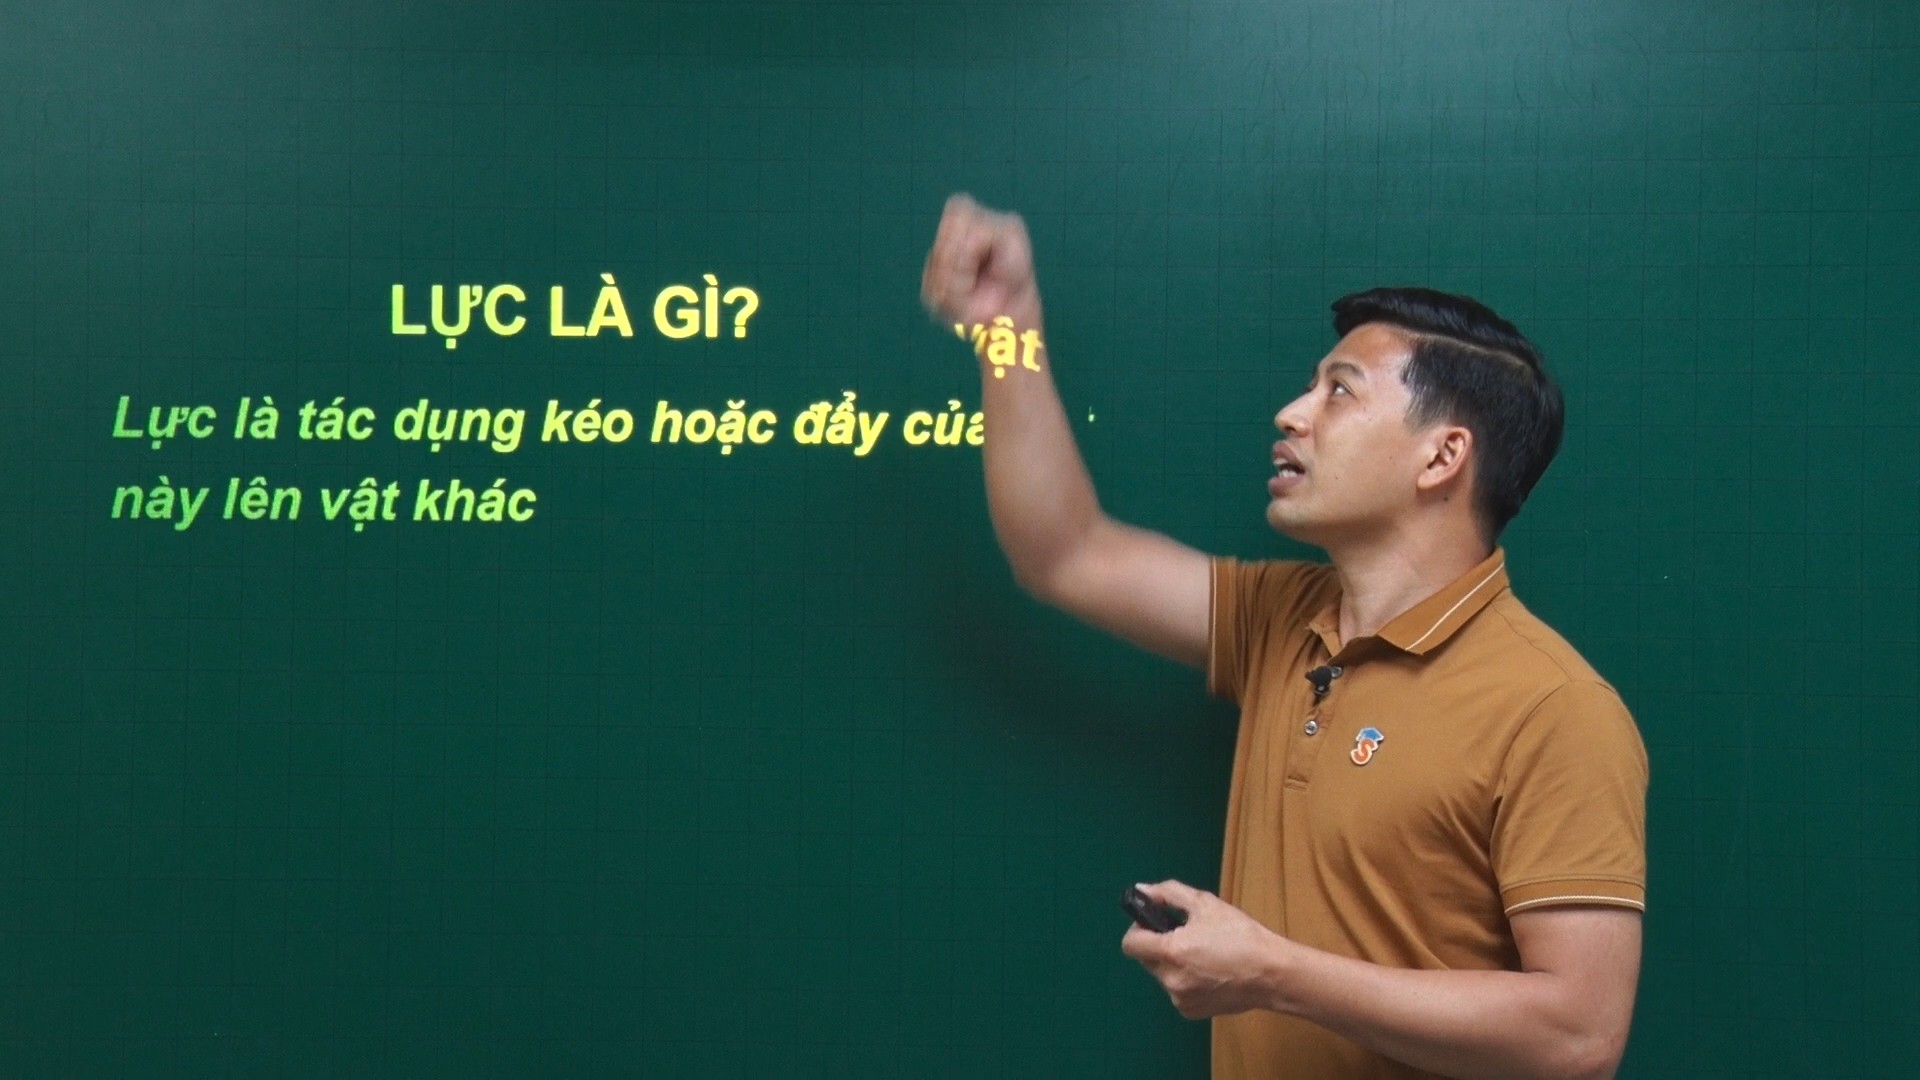 LỰC LÀ GÌ?
Lực là tác dụng kéo hoặc đẩy của vật
này lên vật khác